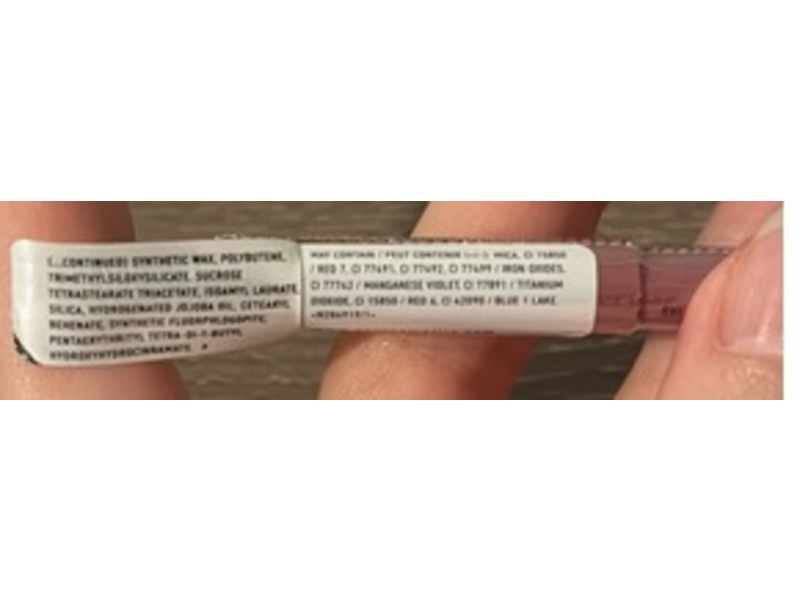 (...CONTINUED) SYNTHETIC WAX, POLYBUTENE,
TRIMETHYLSILOXYSILICATE, SUCROSE
TETRASTEARATE TRIACETATE, ISOAMYL LAURATE,
SILICA, HYDROGENATED JOJOBA OIL, CETEARYL
BEHENATE, SYNTHETIC FLUORPHLOGOPITE,
PENTAERYTHRITYL TETRA-DI-T-BUTYL
HYDROXYHYDROCINNAMATE.
MAY CONTAIN / PEUT CONTENIR (+/-): MICA, CI 15850
/ RED 7, CI 77491, CI 77492, CI 77499 / IRON OXIDES,
CI 77742 / MANGANESE VIOLET, CI 77891 / TITANIUM
DIOXIDE, CI 15850 / RED 6, CI 42090 / BLUE 1 LAKE.